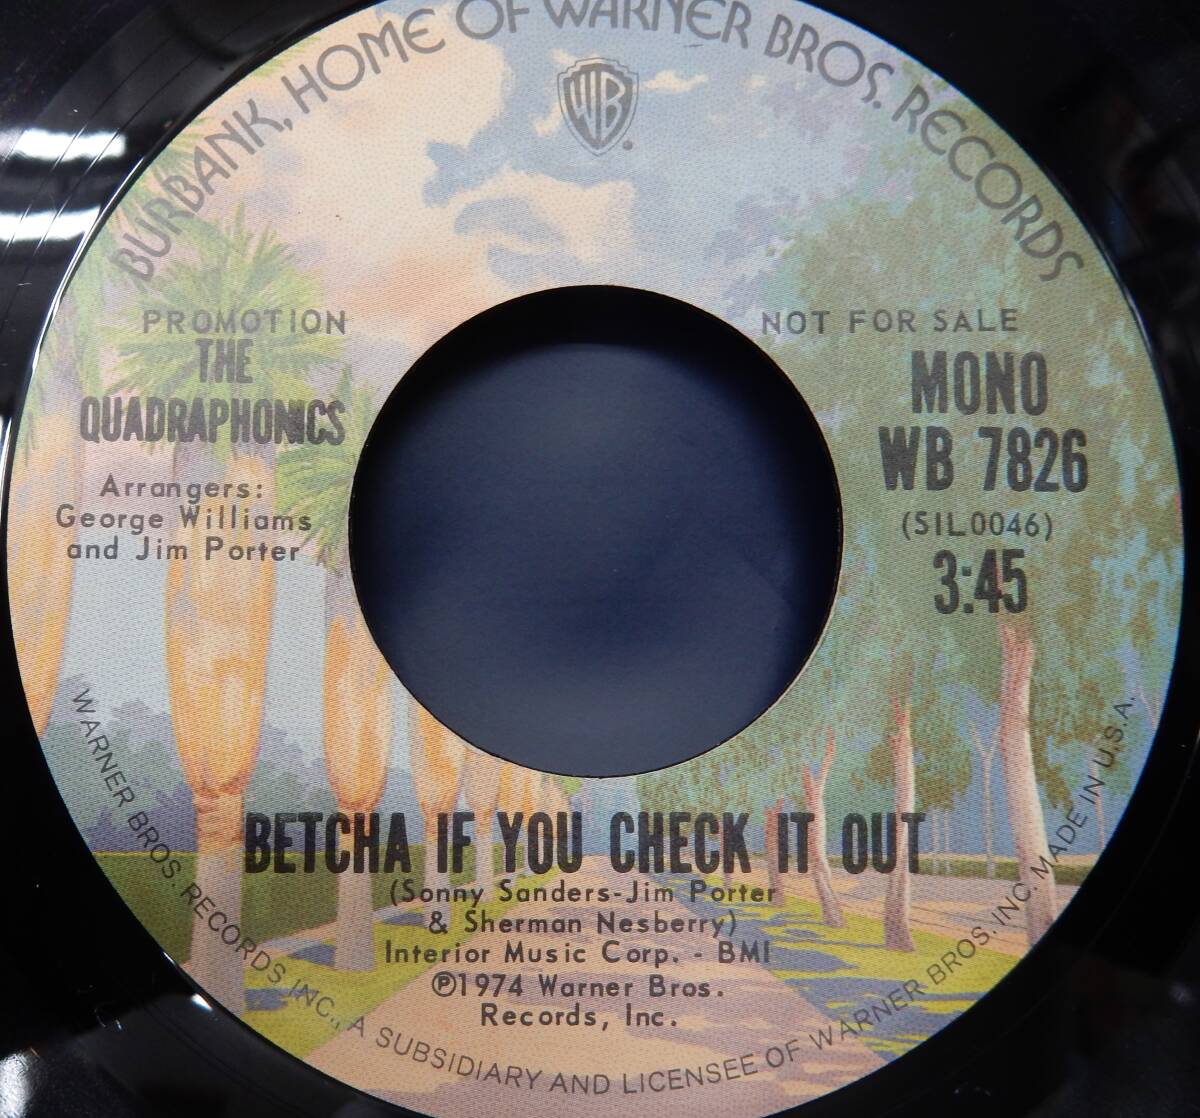 BURBANK, HOME OF WARNER BROS. RECORDS
WB
PROMOTION
NOT FOR SALE
THE
QUADRAPHONICS
Arrangers:
George Williams
and Jim Porter
MONO
WB 7826
(SIL0046)
3:45
BETCHA IF YOU CHECK IT OUT
(Sonny Sanders-Jim Porter
& Sherman Nesberry)
Interior Music Corp. - BMI
℗1974 Warner Bros.
Records, Inc.
WARNER BROS. RECORDS INC., A SUBSIDIARY AND LICENSEE OF WARNER BROS. INC. MADE IN U.S.A.